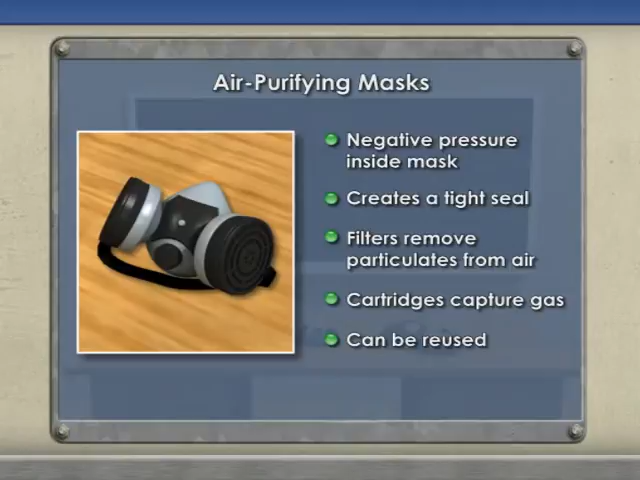 Air-Purifying Masks
Negative pressure
inside mask
Creates a tight seal
Filters remove
particulates from air
Cartridges capture gas
Can be reused